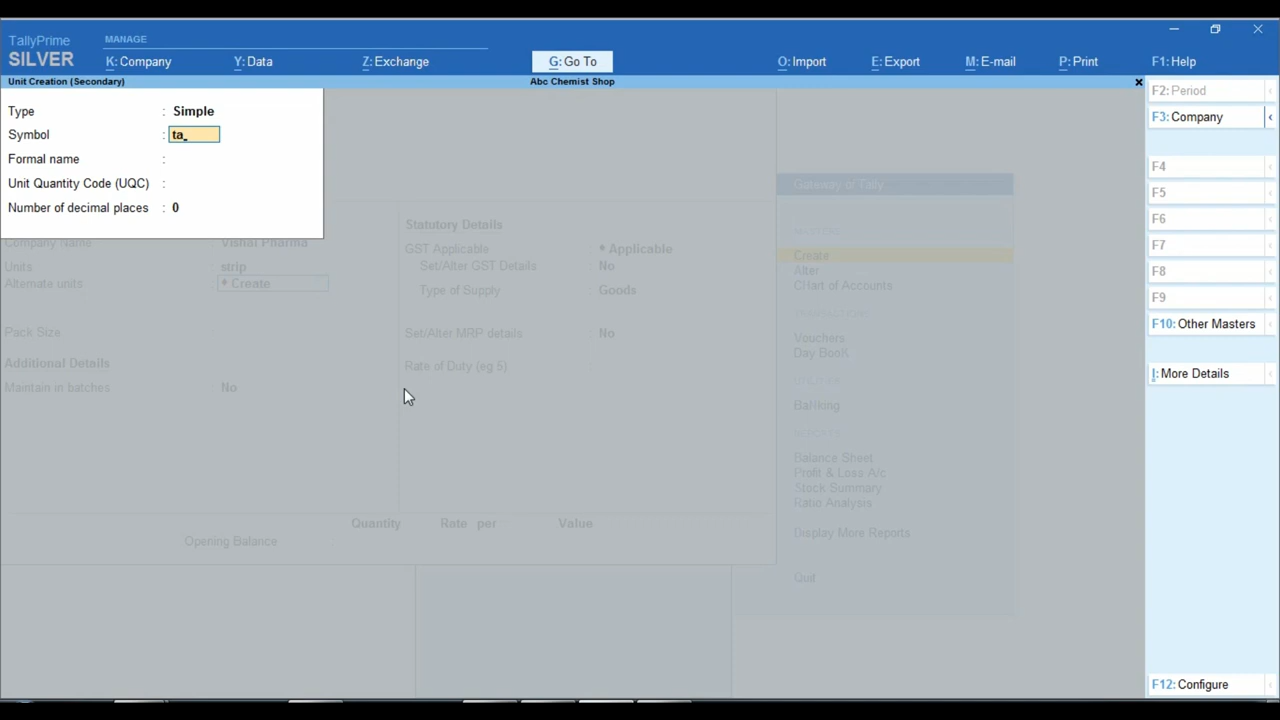 TallyPrime
SILVER
MANAGE
K: Company
Y: Data
Z: Exchange
G: Go To
O: Import
E: Export
M: E-mail
P: Print
F1: Help
Unit Creation (Secondary)
Abc Chemist Shop
Type : Simple
Symbol : ta
Formal name :
Unit Quantity Code (UQC) :
Number of decimal places : 0
Company Name : Vishal Pharma
Units : strip
Alternate units : ♦ Create
Pack Size
Additional Details
Maintain in batches : No
Statutory Details
GST Applicable : ♦ Applicable
Set/Alter GST Details : No
Type of Supply : Goods
Set/Alter MRP details : No
Rate of Duty (eg 5)
Quantity Rate per Value
Opening Balance
Gateway of Tally
MASTERS
Create
Alter
CHart of Accounts
TRANSACTIONS
Vouchers
Day BooK
UTILITIES
BaNking
REPORTS
Balance Sheet
Profit & Loss A/c
Stock Summary
Ratio Analysis
Display More Reports
Quit
F2: Period
F3: Company
F4
F5
F6
F7
F8
F9
F10: Other Masters
I: More Details
F12: Configure